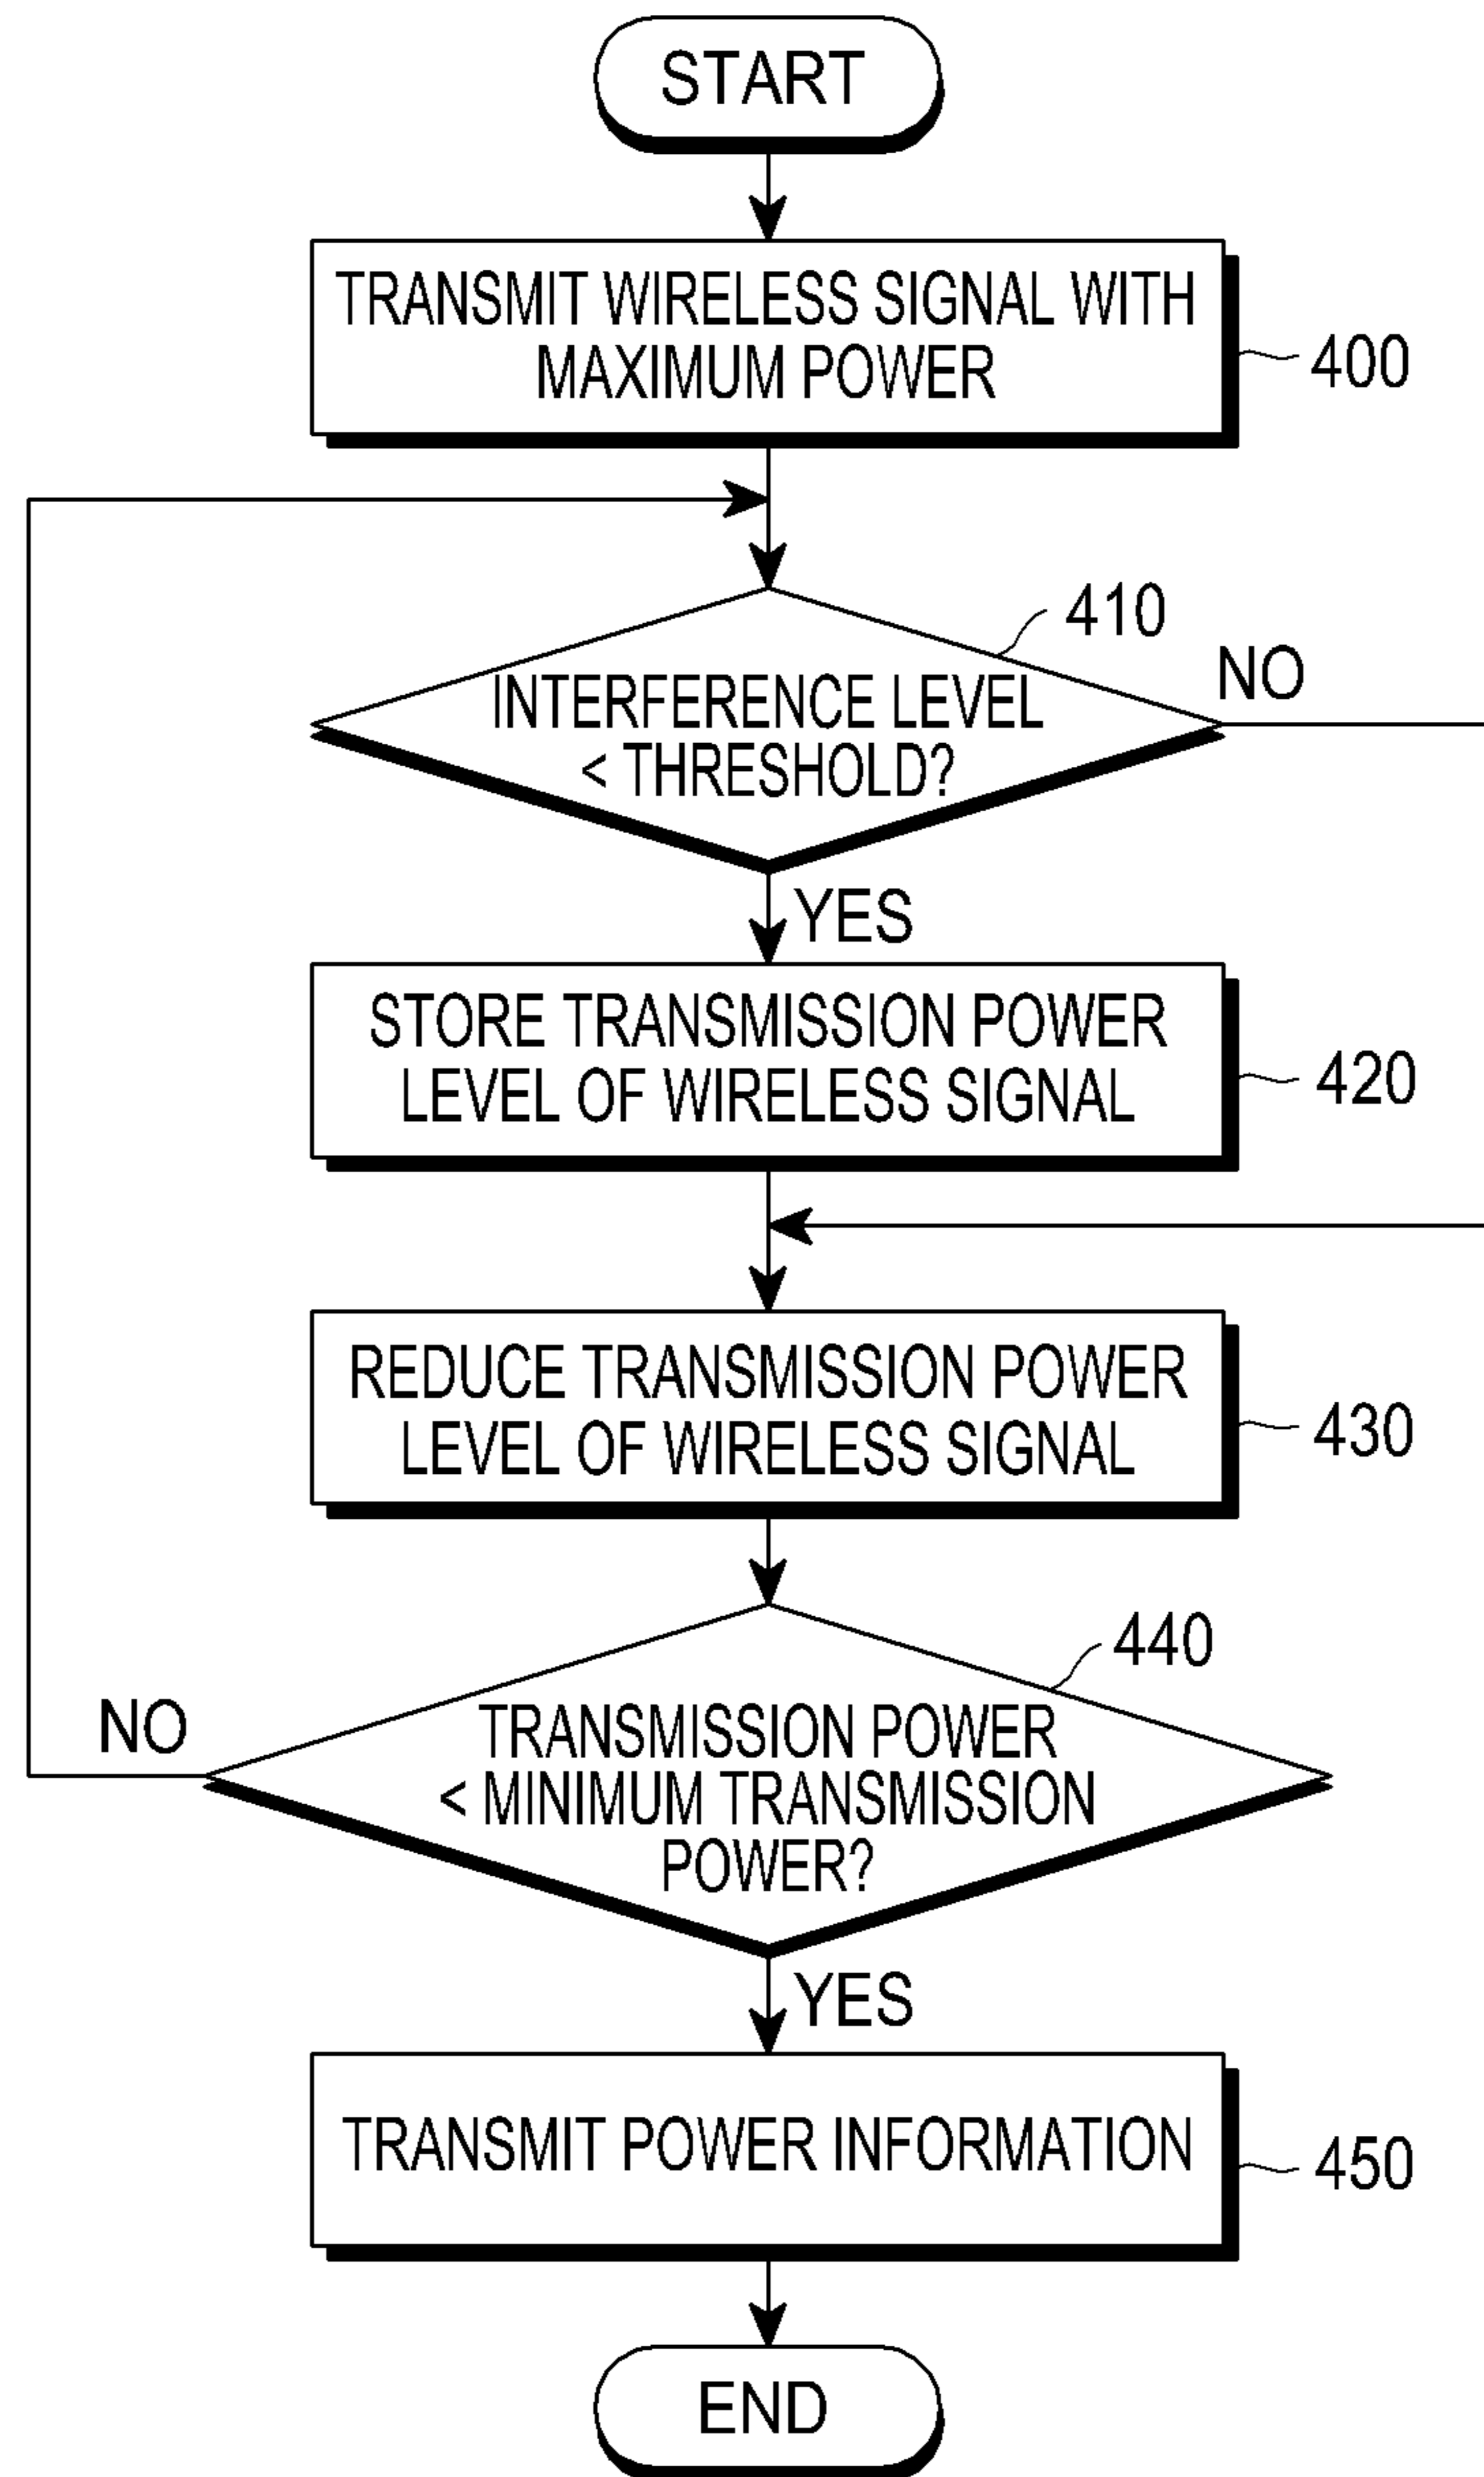 START
TRANSMIT WIRELESS SIGNAL WITH
MAXIMUM POWER
400
410
NO
INTERFERENCE LEVEL
< THRESHOLD?
YES
STORE TRANSMISSION POWER
LEVEL OF WIRELESS SIGNAL
420
REDUCE TRANSMISSION POWER
LEVEL OF WIRELESS SIGNAL
430
440
NO
TRANSMISSION POWER
< MINIMUM TRANSMISSION
POWER?
YES
TRANSMIT POWER INFORMATION
450
END